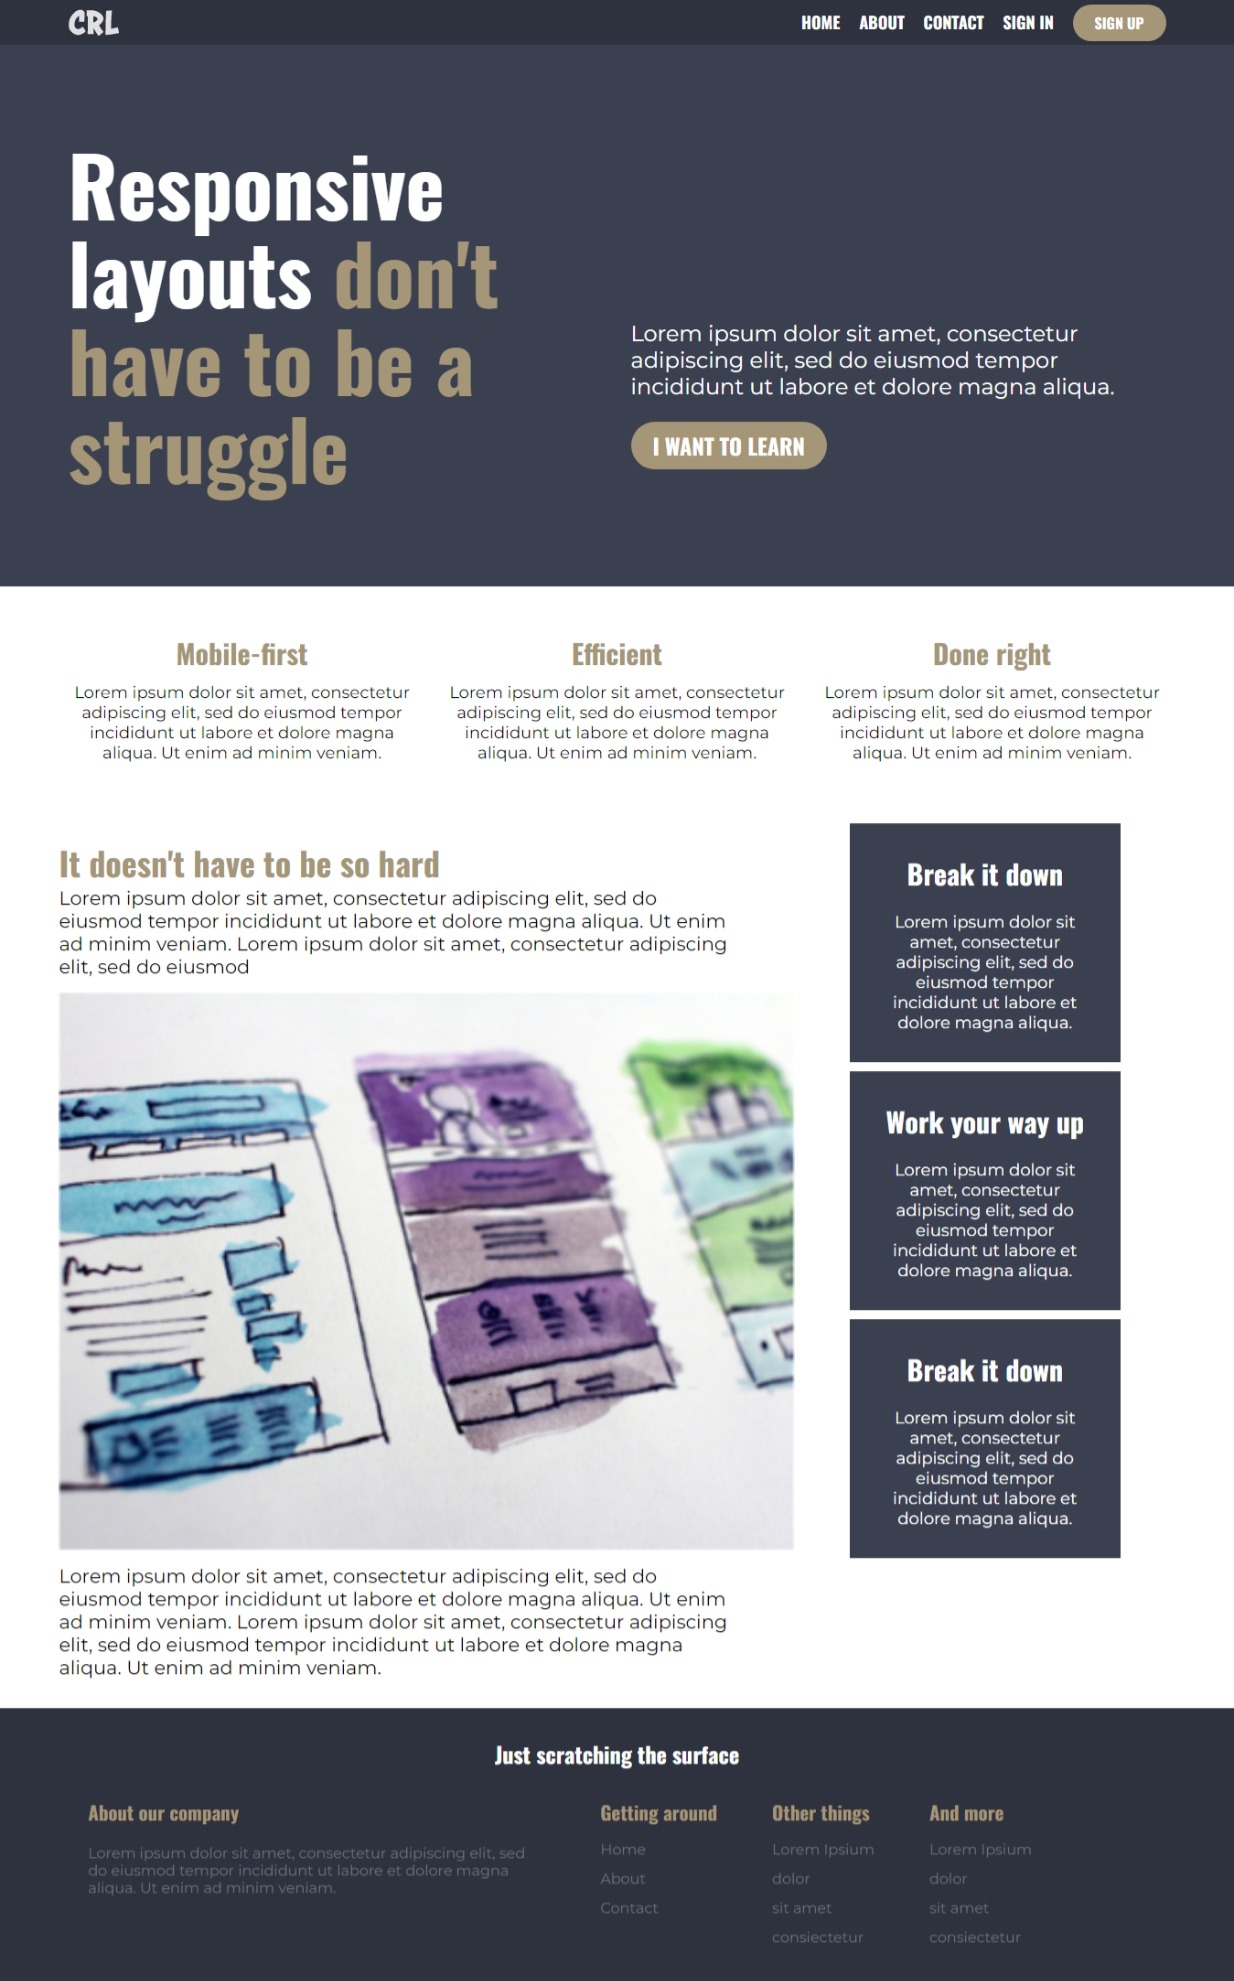 CRL
HOME ABOUT CONTACT SIGN IN SIGN UP
Responsive
layouts don't
have to be a
struggle
Lorem ipsum dolor sit amet, consectetur
adipiscing elit, sed do eiusmod tempor
incididunt ut labore et dolore magna aliqua.
I WANT TO LEARN
Mobile-first
Lorem ipsum dolor sit amet, consectetur
adipiscing elit, sed do eiusmod tempor
incididunt ut labore et dolore magna
aliqua. Ut enim ad minim veniam.
Efficient
Lorem ipsum dolor sit amet, consectetur
adipiscing elit, sed do eiusmod tempor
incididunt ut labore et dolore magna
aliqua. Ut enim ad minim veniam.
Done right
Lorem ipsum dolor sit amet, consectetur
adipiscing elit, sed do eiusmod tempor
incididunt ut labore et dolore magna
aliqua. Ut enim ad minim veniam.
It doesn't have to be so hard
Lorem ipsum dolor sit amet, consectetur adipiscing elit, sed do
eiusmod tempor incididunt ut labore et dolore magna aliqua. Ut enim
ad minim veniam. Lorem ipsum dolor sit amet, consectetur adipiscing
elit, sed do eiusmod
Lorem ipsum dolor sit amet, consectetur adipiscing elit, sed do
eiusmod tempor incididunt ut labore et dolore magna aliqua. Ut enim
ad minim veniam. Lorem ipsum dolor sit amet, consectetur adipiscing
elit, sed do eiusmod tempor incididunt ut labore et dolore magna
aliqua. Ut enim ad minim veniam.
Break it down
Lorem ipsum dolor sit
amet, consectetur
adipiscing elit, sed do
eiusmod tempor
incididunt ut labore et
dolore magna aliqua.
Work your way up
Lorem ipsum dolor sit
amet, consectetur
adipiscing elit, sed do
eiusmod tempor
incididunt ut labore et
dolore magna aliqua.
Break it down
Lorem ipsum dolor sit
amet, consectetur
adipiscing elit, sed do
eiusmod tempor
incididunt ut labore et
dolore magna aliqua.
Just scratching the surface
About our company
Lorem ipsum dolor sit amet, consectetur adipiscing elit, sed
do eiusmod tempor incididunt ut labore et dolore magna
aliqua. Ut enim ad minim veniam.
Getting around
Home
About
Contact
Other things
Lorem Ipsium
dolor
sit amet
consiectetur
And more
Lorem Ipsium
dolor
sit amet
consiectetur